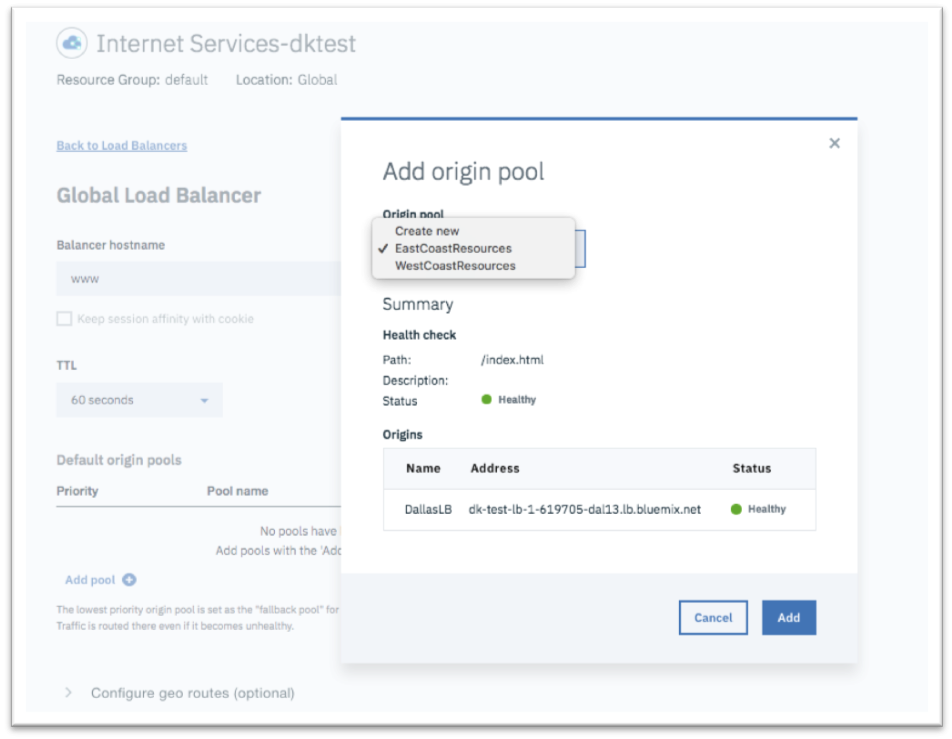 Internet Services-dktest
Resource Group: default Location: Global
Back to Load Balancers
Global Load Balancer
Balancer hostname
www
Keep session affinity with cookie
TTL
60 seconds
Default origin pools
Priority Pool name
No pools have
Add pools with the 'Add
Add pool
The lowest priority origin pool is set as the "fallback pool" for
Traffic is routed there even if it becomes unhealthy.
Configure geo routes (optional)
Add origin pool
Origin pool
Create new
EastCoastResources
WestCoastResources
Summary
Health check
Path: /index.html
Description:
Status Healthy
Origins
Name Address Status
DallasLB dk-test-lb-1-619705-dal13.lb.bluemix.net Healthy
Cancel Add